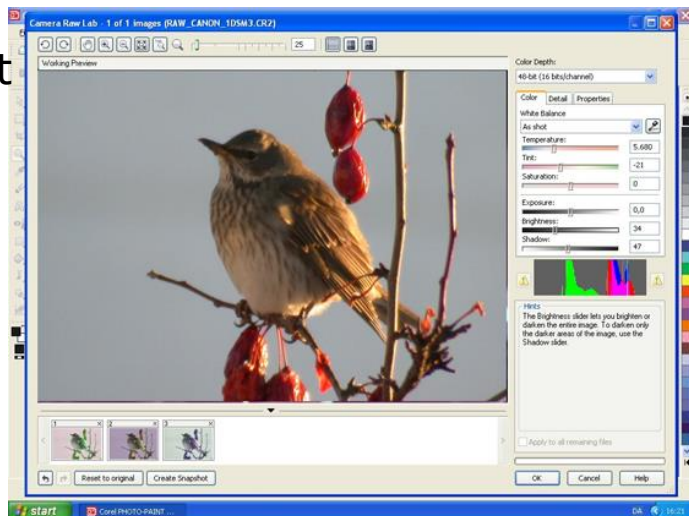 Camera Raw Lab - 1 of 1 images (RAW_CANON_1DSM3.CR2)
t
25
Working Preview
Color Depth:
48-bit (16 bits/channel)
Color Detail Properties
White Balance
As shot
Temperature:
5.680
Tint:
-21
Saturation:
0
Exposure:
0,0
Brightness:
34
Shadow:
47
Hints
The Brightness slider lets you brighten or
darken the entire image. To darken only
the darker areas of the image, use the
Shadow slider.
1 2 3
Apply to all remaining files
Reset to original Create Snapshot
OK Cancel Help
start Corel PHOTO-PAINT ... DA 16:21